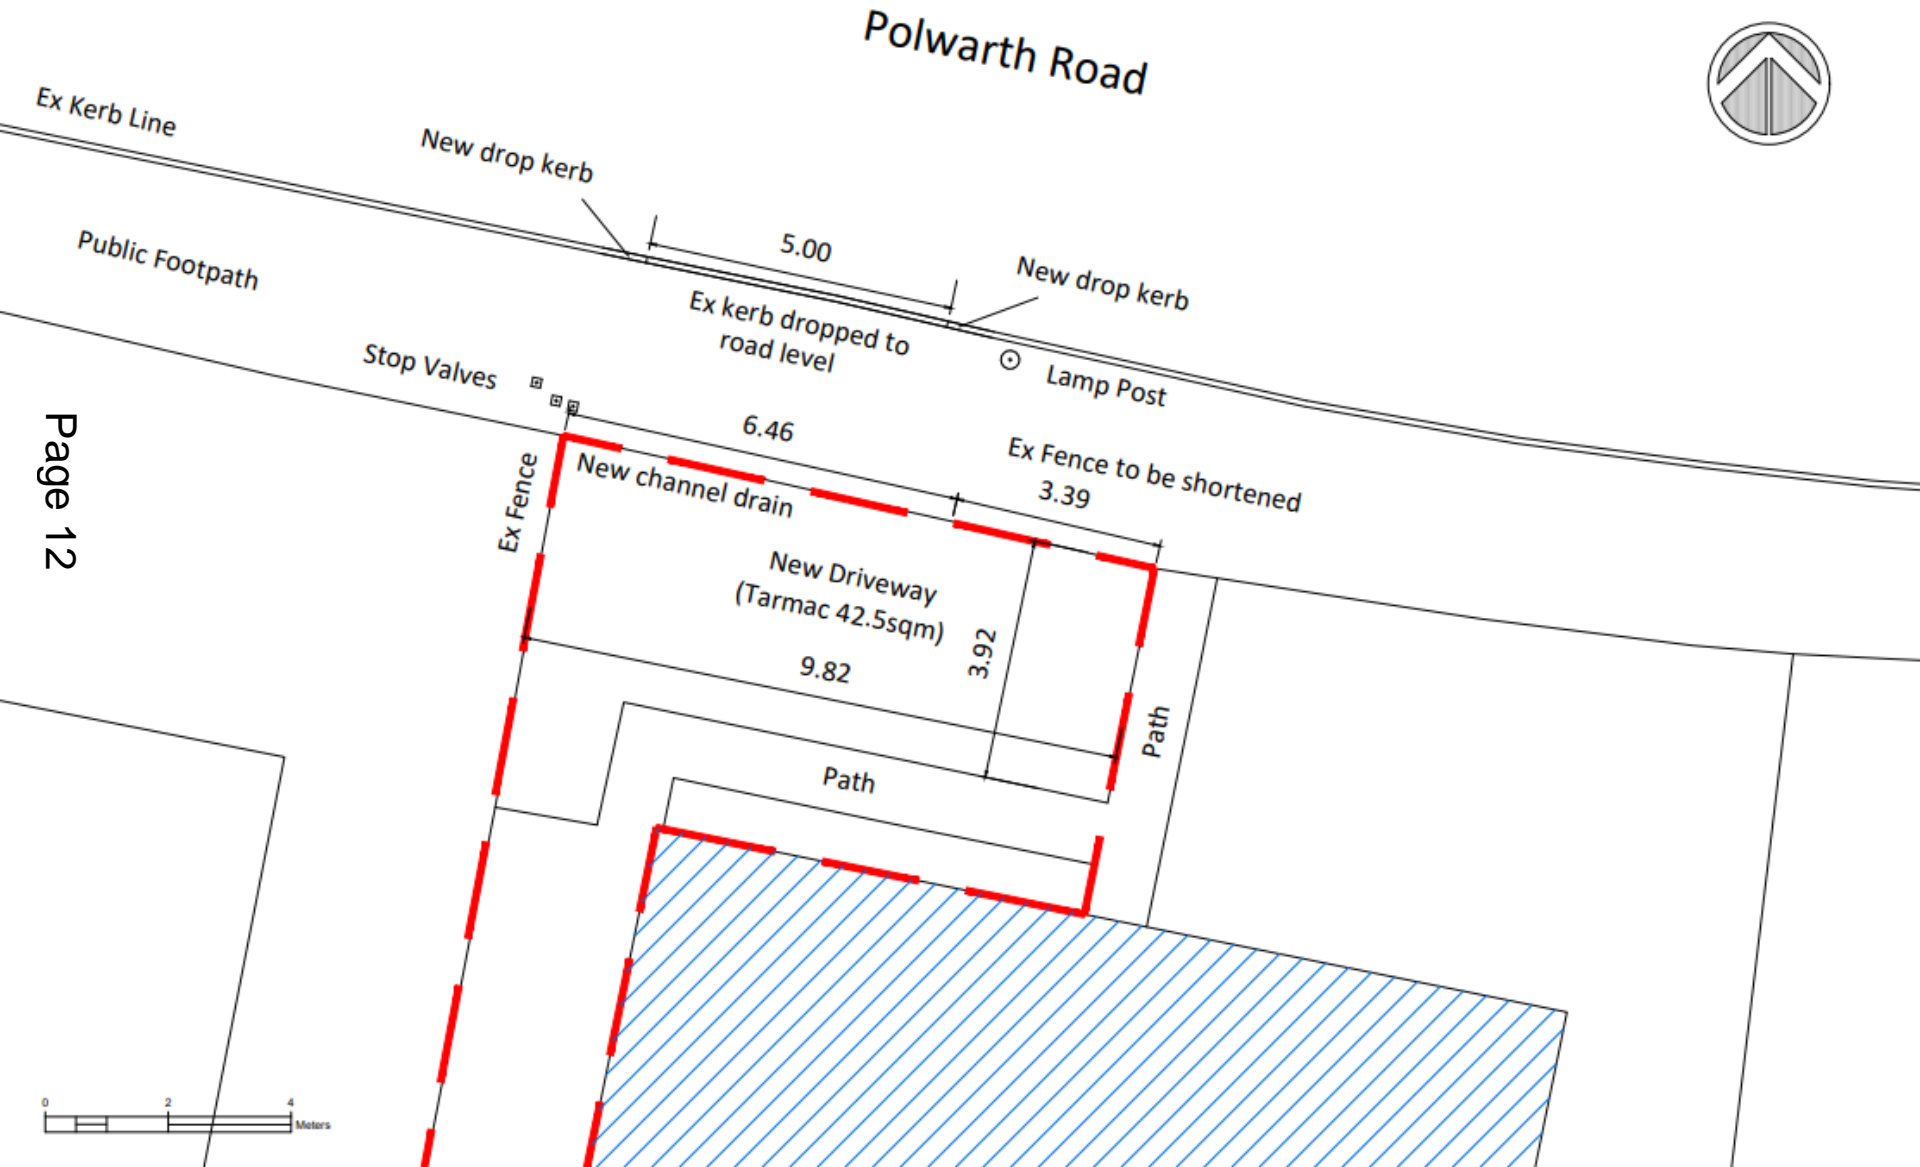 Polwarth Road
Ex Kerb Line
New drop kerb
5.00
New drop kerb
Public Footpath
Ex kerb dropped to
road level
Lamp Post
Stop Valves
6.46
Ex Fence to be shortened
3.39
Page 12
Ex Fence
New channel drain
New Driveway
(Tarmac 42.5sqm)
3.92
9.82
Path
Path
0 2 4
Meters